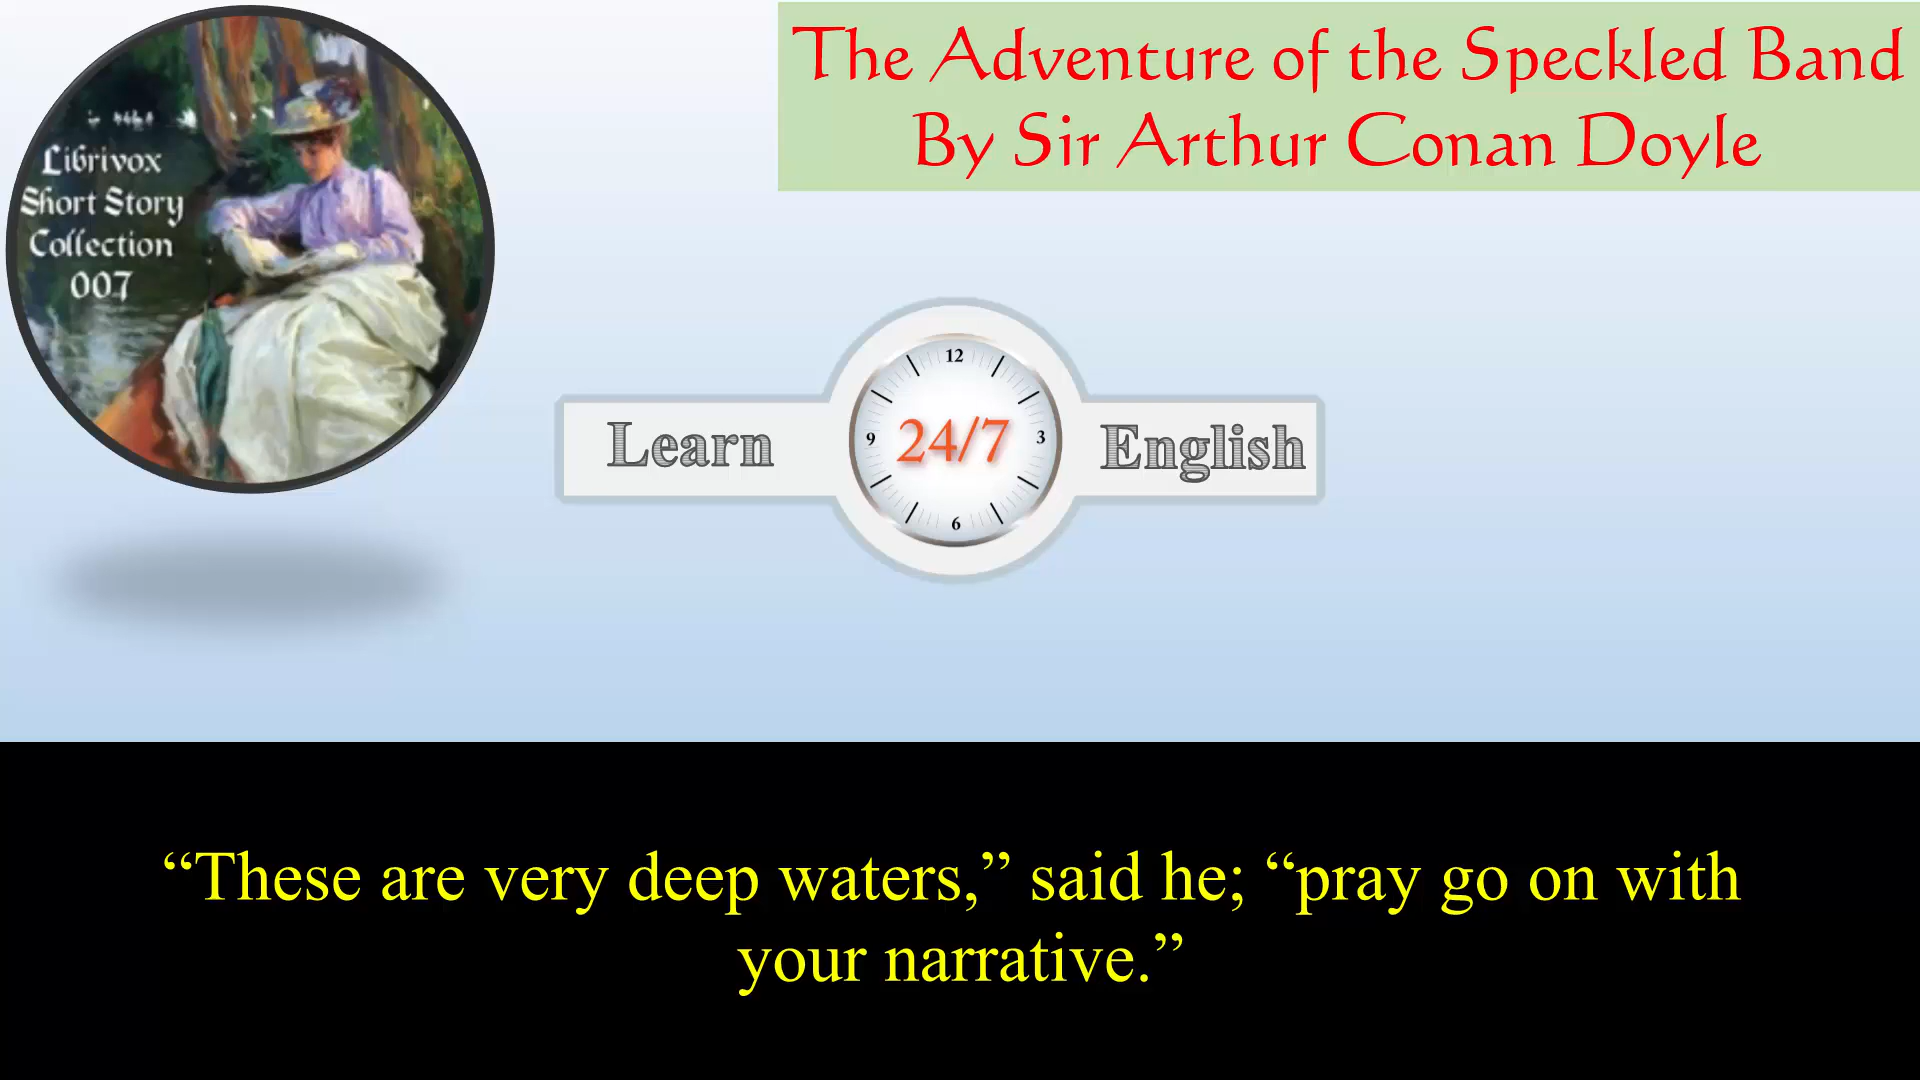 The Adventure of the Speckled Band
By Sir Arthur Conan Doyle
Librivox
Short Story
Collection
007
12
Learn
9
24/7
3
English
6
“These are very deep waters,” said he; “pray go on with
your narrative.”